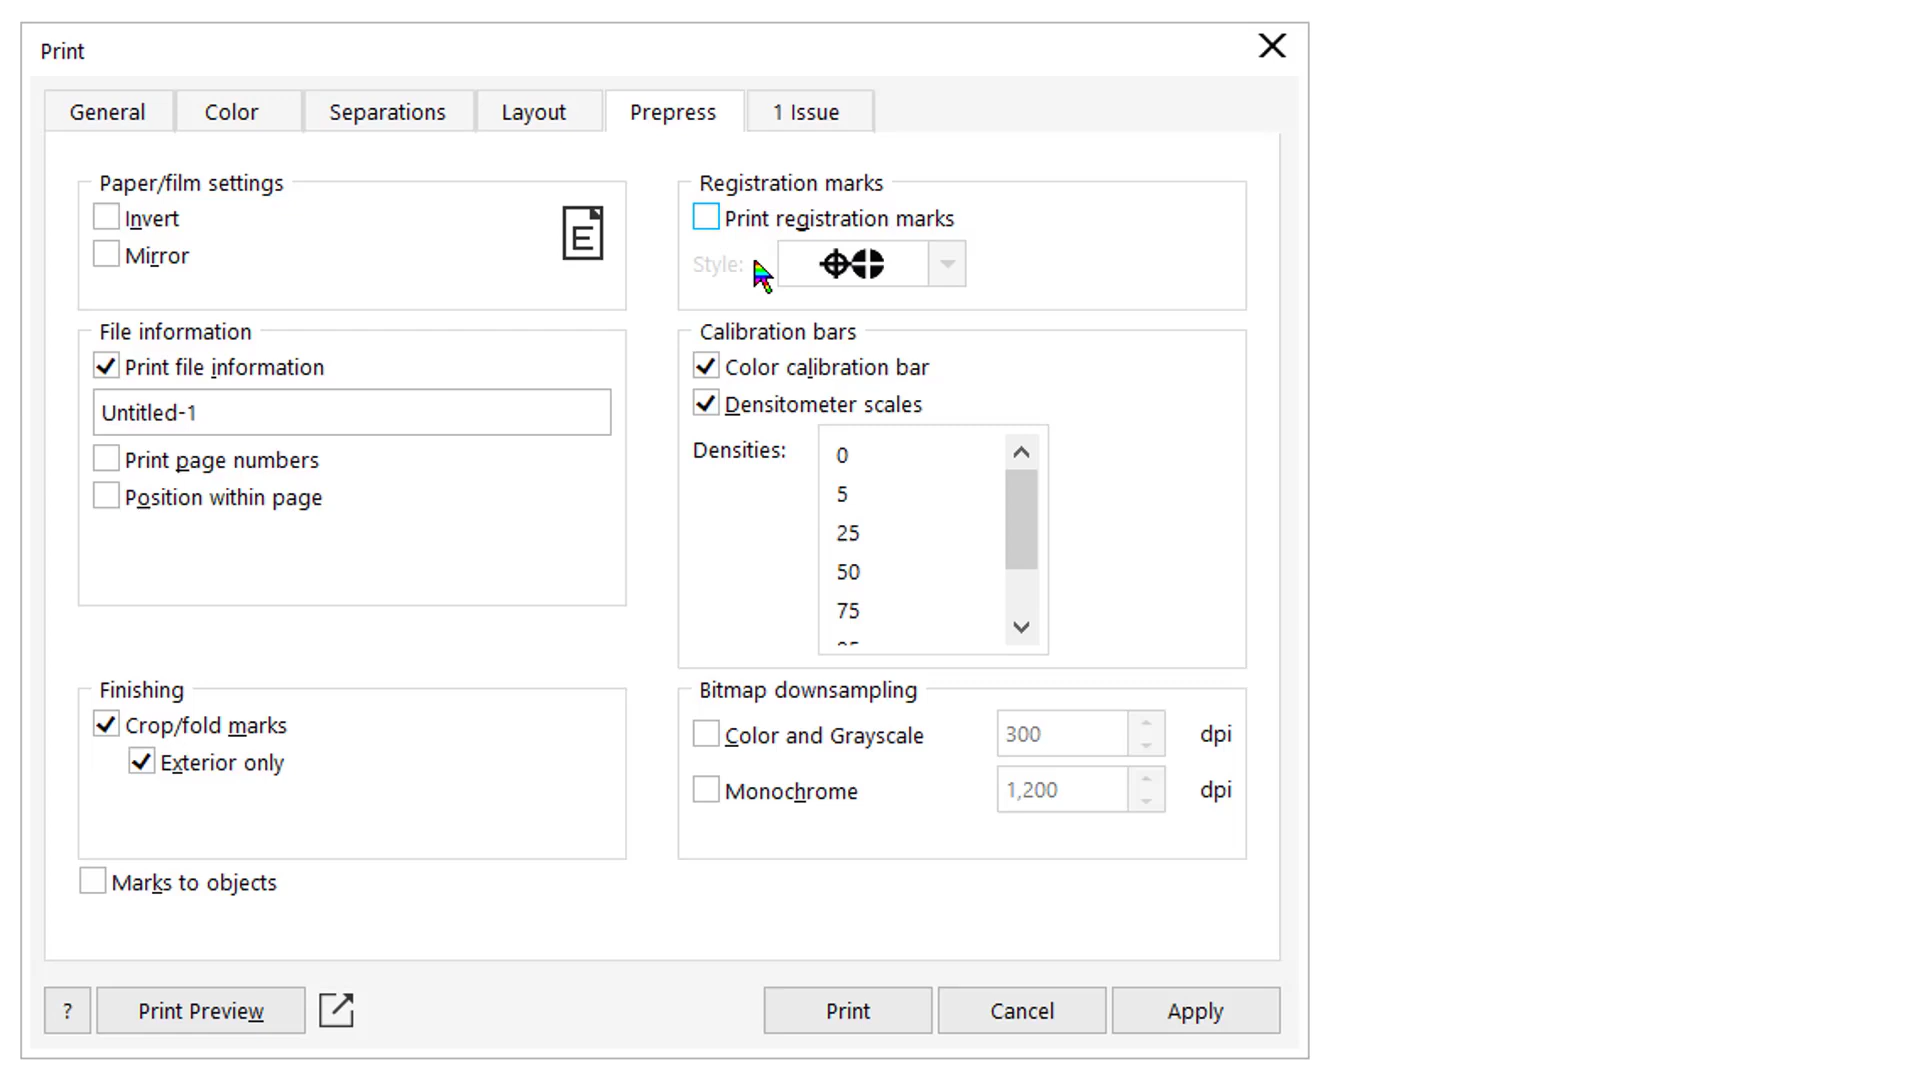 Print
General Color Separations Layout Prepress 1 Issue
Paper/film settings
Invert
Mirror
E
File information
Print file information
Untitled-1
Print page numbers
Position within page
Finishing
Crop/fold marks
Exterior only
Marks to objects
Registration marks
Print registration marks
Style:
Calibration bars
Color calibration bar
Densitometer scales
Densities:
0
5
25
50
75
Bitmap downsampling
Color and Grayscale 300 dpi
Monochrome 1,200 dpi
? Print Preview Print Cancel Apply